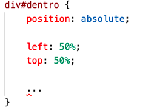 div#dentro {
position: absolute;
left: 50%;
top: 50%;
...
}